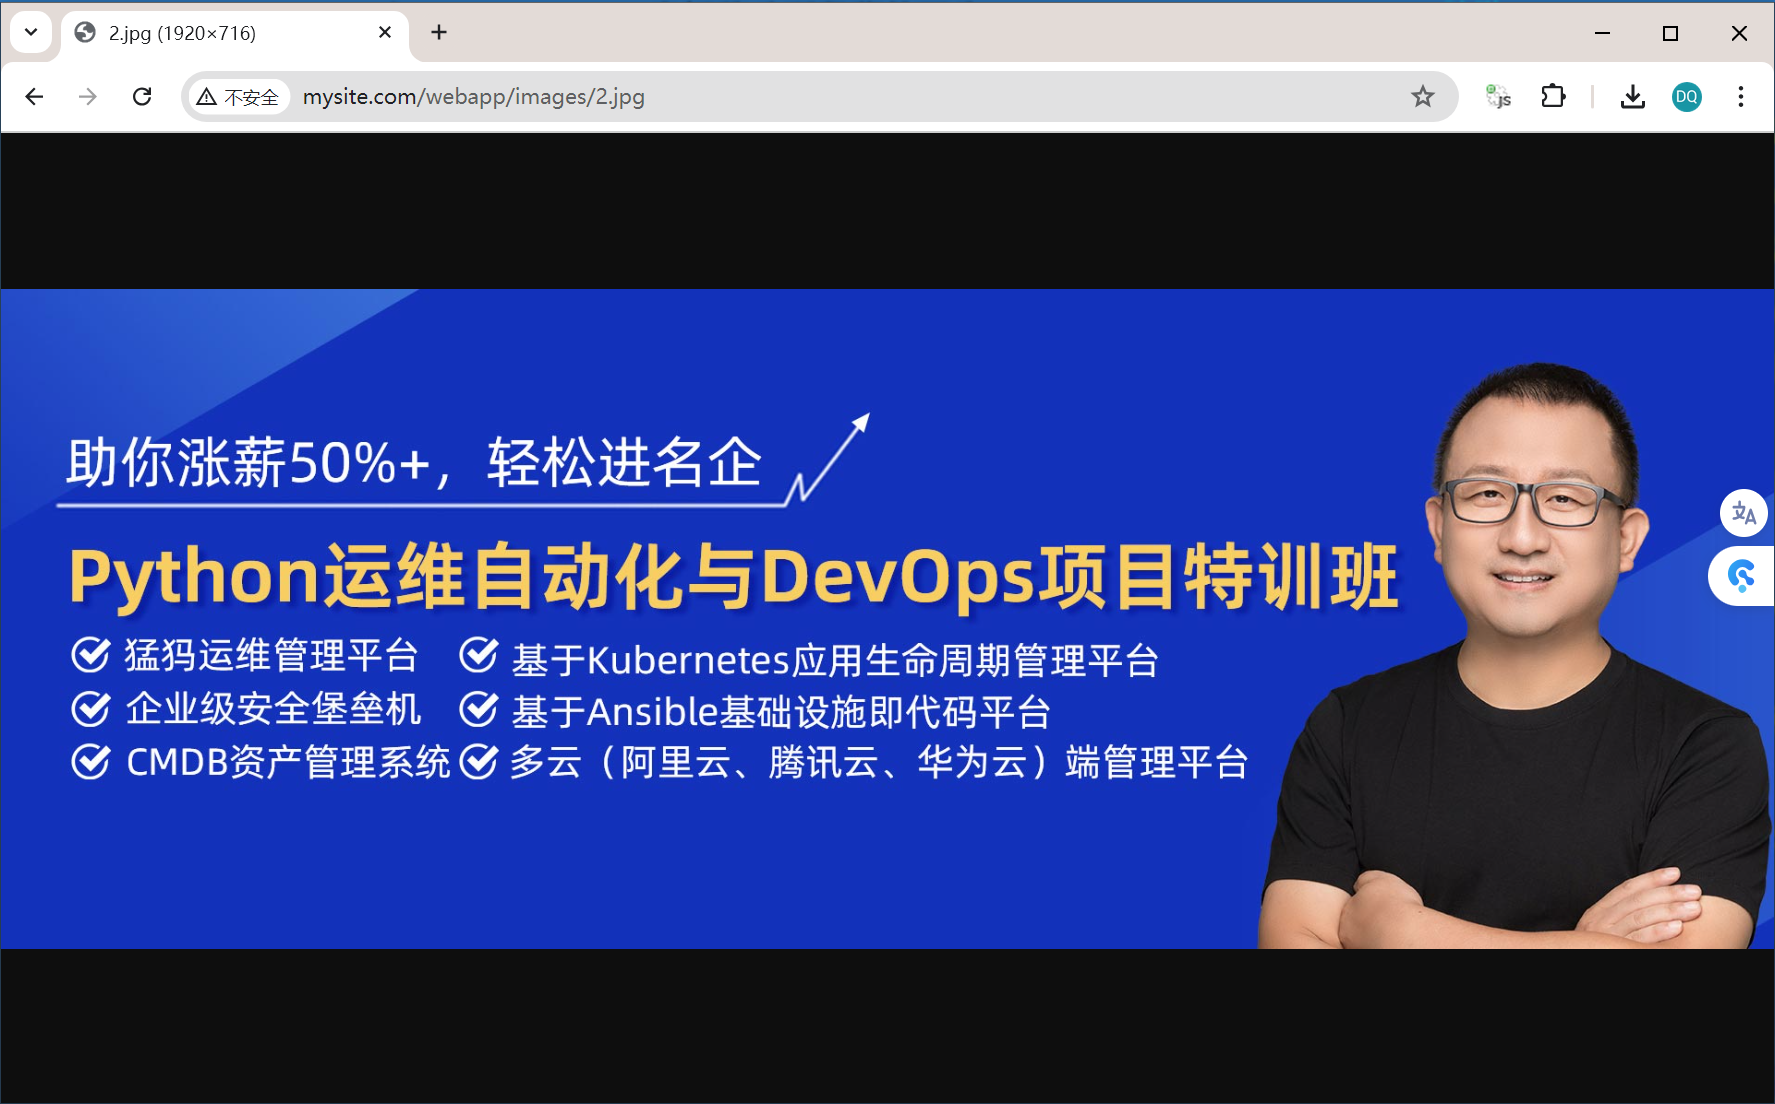 2.jpg (1920×716)
不安全
mysite.com/webapp/images/2.jpg
JS
DQ
助你涨薪50%+，轻松进名企
Python运维自动化与DevOps项目特训班
猛犸运维管理平台
基于Kubernetes应用生命周期管理平台
企业级安全堡垒机
基于Ansible基础设施即代码平台
CMDB资产管理系统
多云（阿里云、腾讯云、华为云）端管理平台
文A